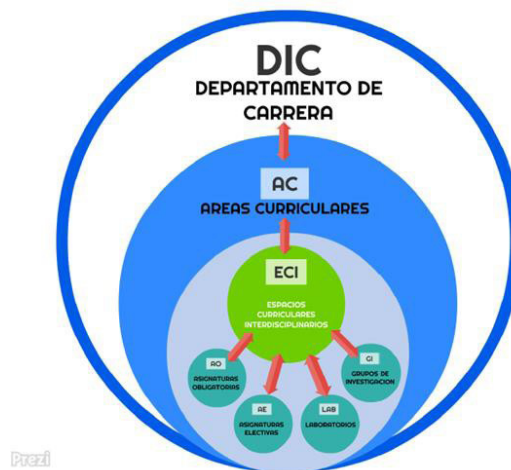 DIC
DEPARTAMENTO DE
CARRERA
AC
AREAS CURRICULARES
ECI
ESPACIOS
CURRICULARES
INTERDISCIPLINARIOS
AO
ASIGNATURAS
OBLIGATORIAS
GI
GRUPOS DE
INVESTIGACION
AE
ASIGNATURAS
ELECTIVAS
LAB
LABORATORIOS
Prezi